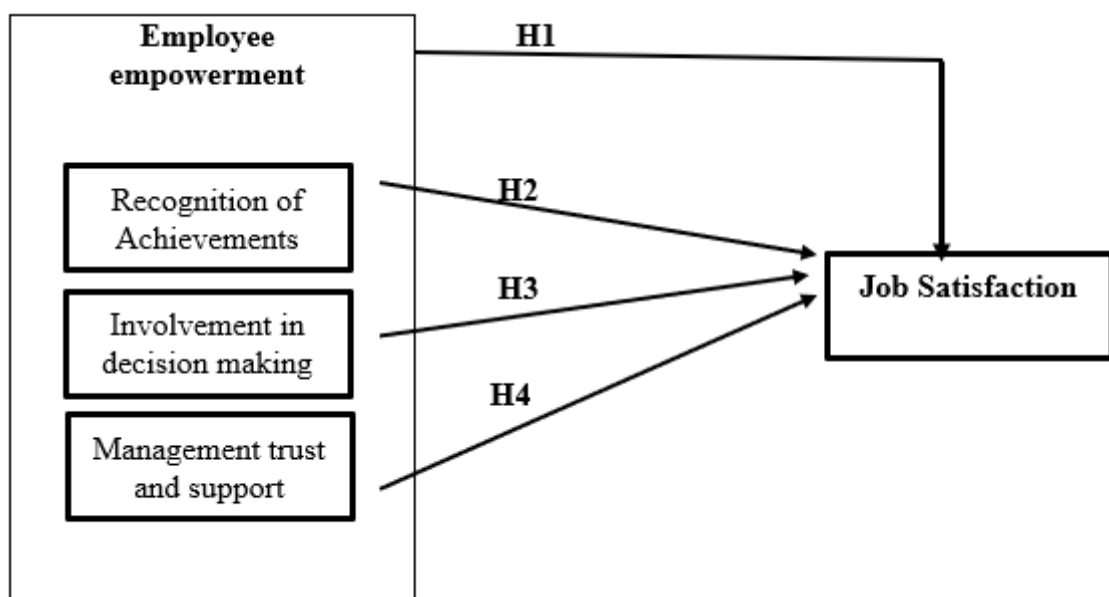 Employee
empowerment
H1
Recognition of
Achievements
H2
Involvement in
decision making
H3
Job Satisfaction
Management trust
and support
H4